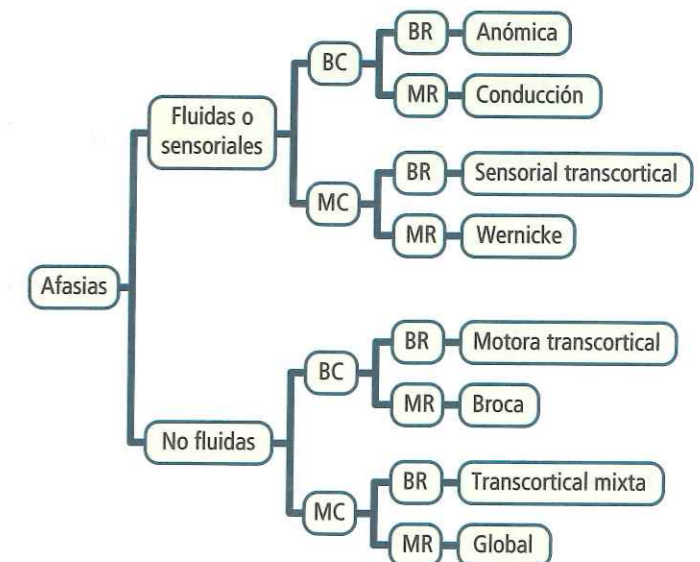 Afasias
Fluidas o
sensoriales
BC
BR
Anómica
MR
Conducción
MC
BR
Sensorial transcortical
MR
Wernicke
No fluidas
BC
BR
Motora transcortical
MR
Broca
MC
BR
Transcortical mixta
MR
Global